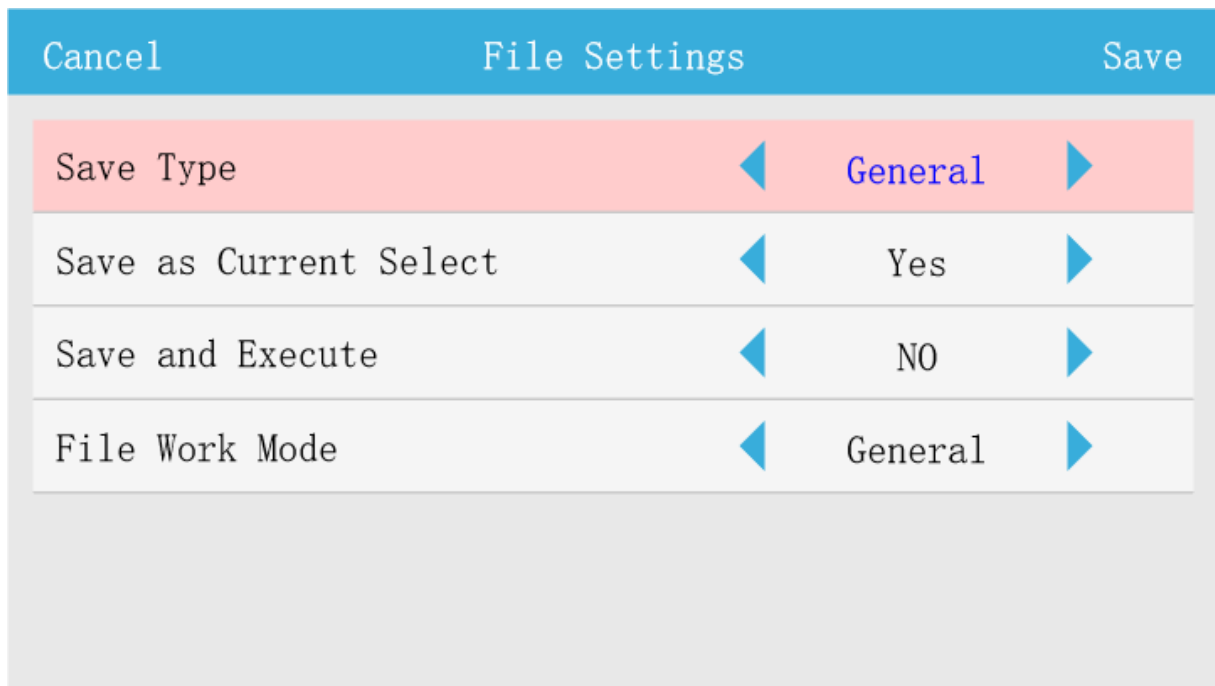 Cancel File Settings Save
Save Type General
Save as Current Select Yes
Save and Execute NO
File Work Mode General